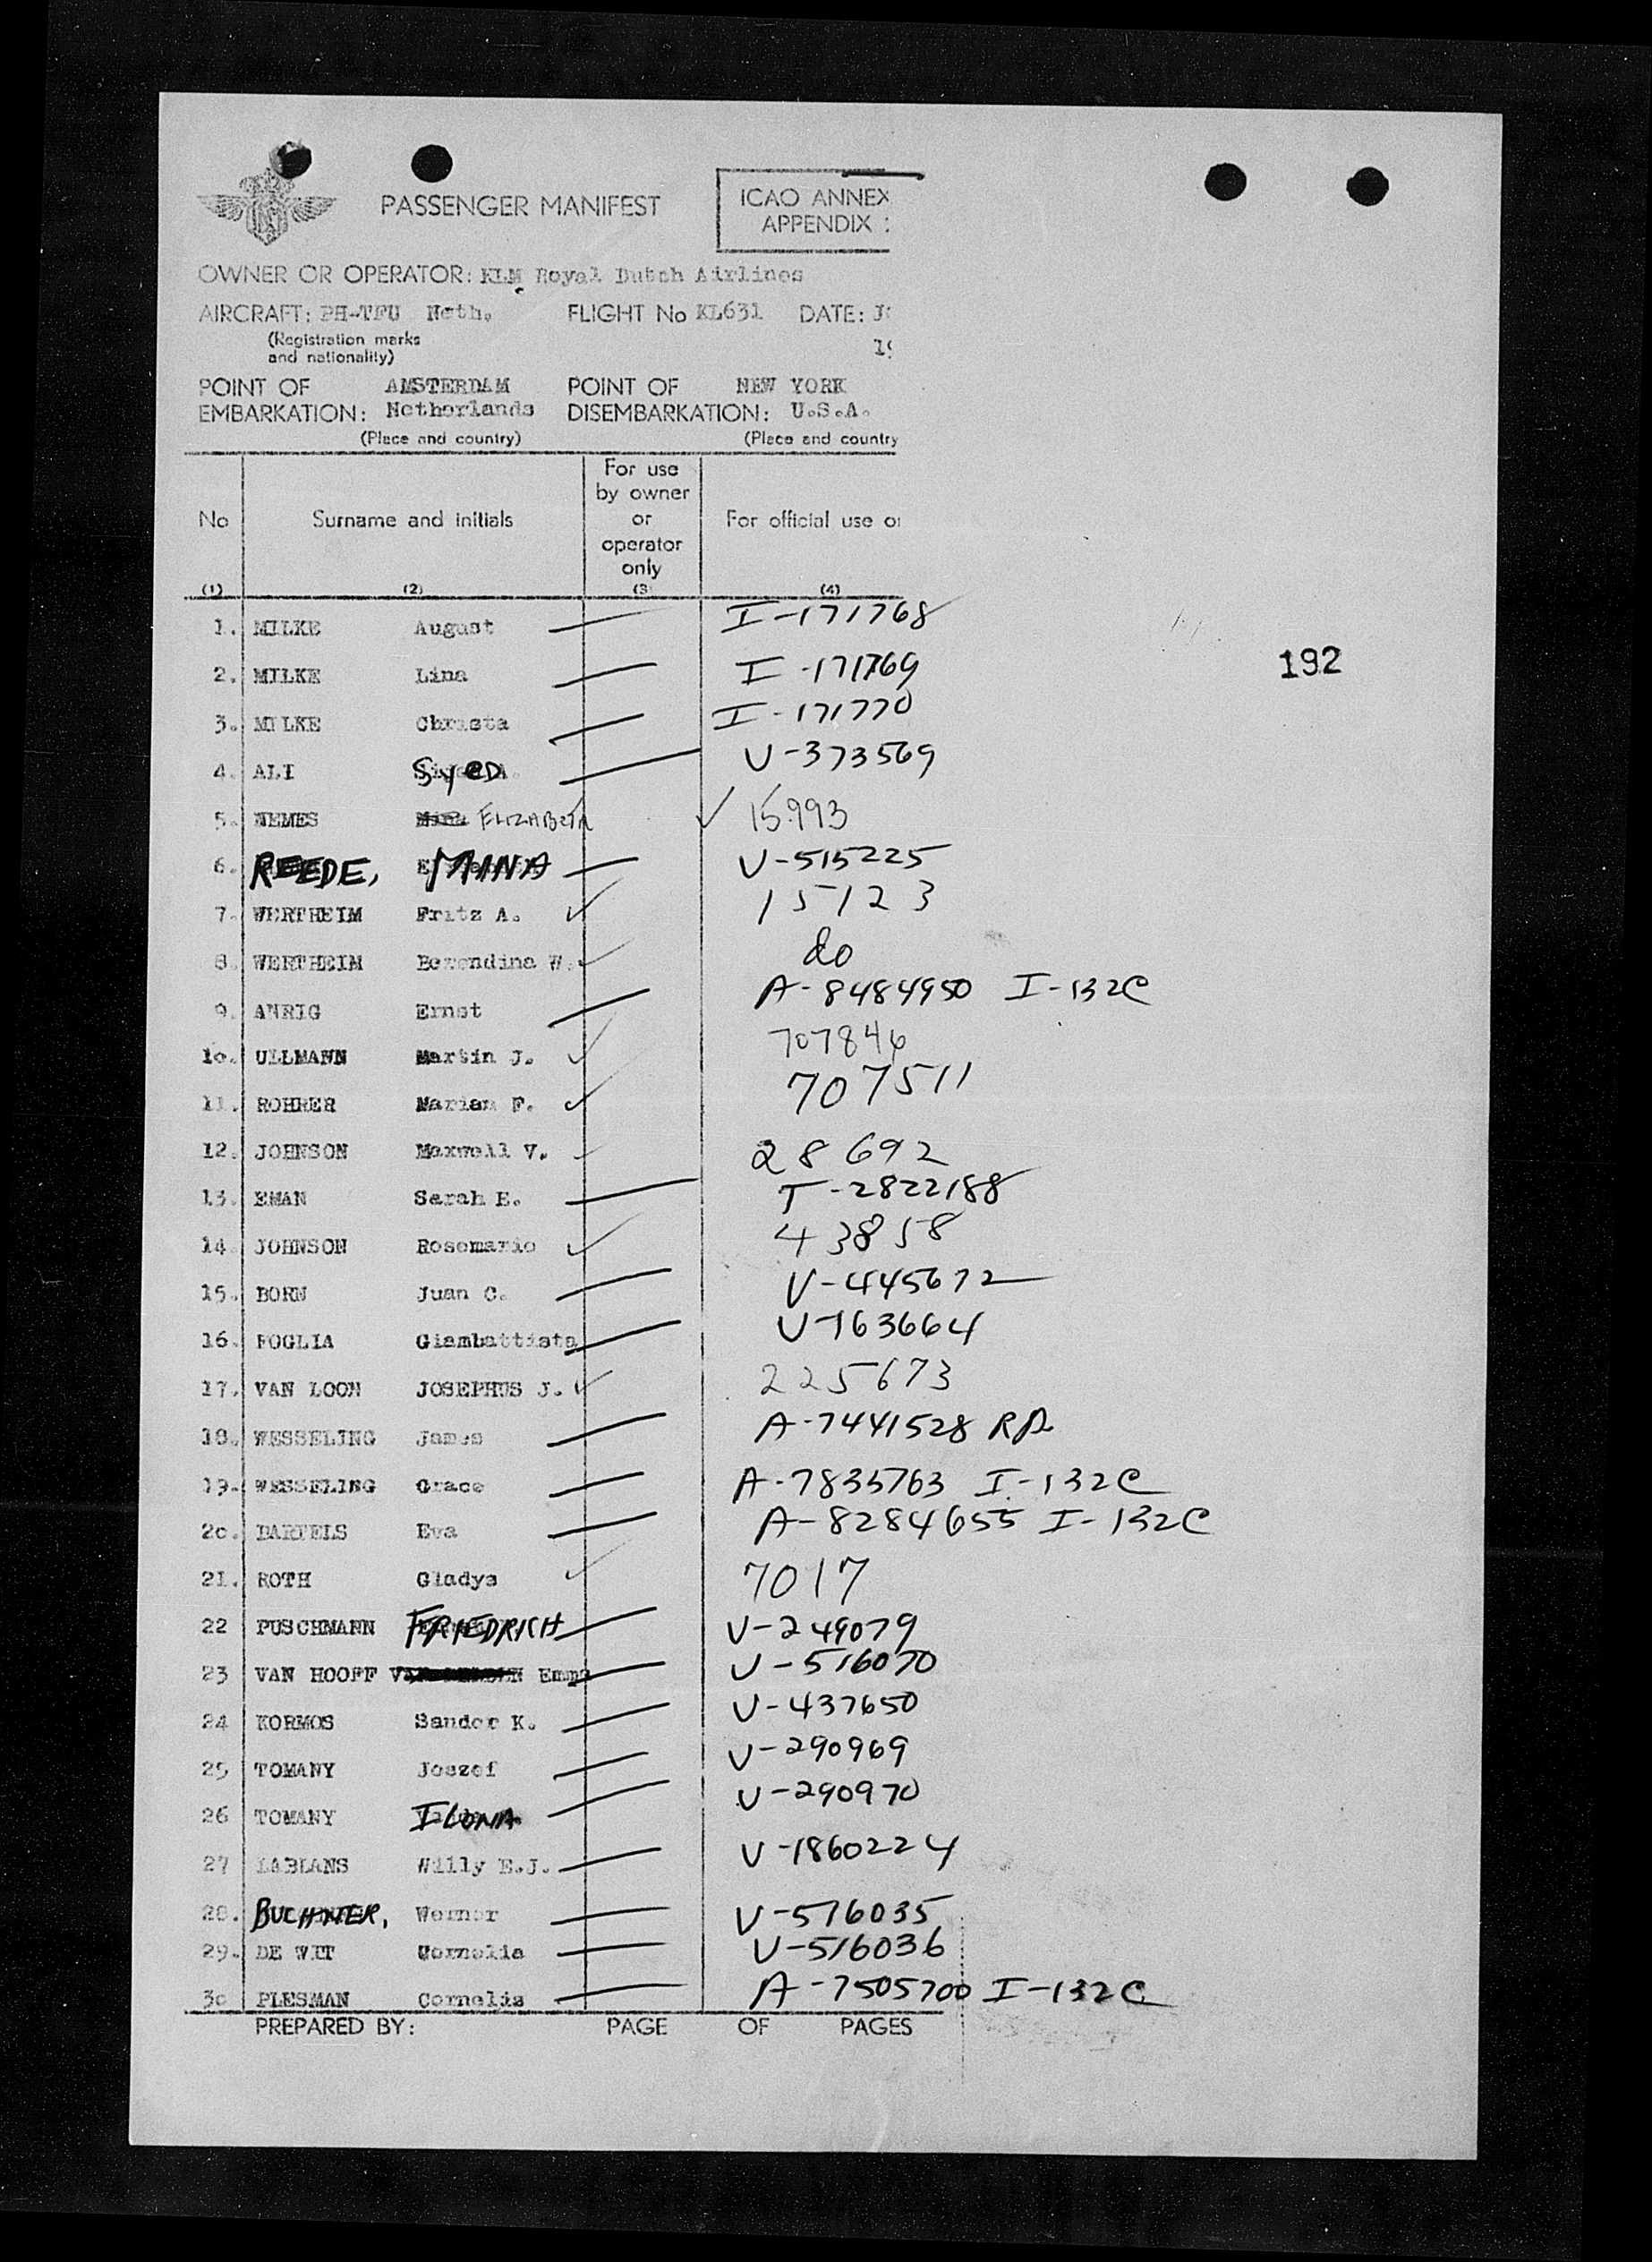 PASSENGER MANIFEST
ICAO ANNEX
APPENDIX
OWNER OR OPERATOR: KLM Royal Dutch Airlines
AIRCRAFT: PH-TFU Neth. FLIGHT No KL631 DATE:
(Registration marks
and nationality)
POINT OF AMSTERDAM POINT OF NEW YORK
EMBARKATION: Netherlands DISEMBARKATION: U.S.A.
(Place and country) (Place and country
No Surname and initials For use by owner or operator only For official use
(1) (2) (3) (4)
1. MILKE August I-171768
192
2. MILKE Lina I-171769
3. MILKE Christa I-171770
4. ALI SyED V-373569
5. NEMES ELIZABETH 15993
6. REEDE, MINA V-515225
7. WERTHEIM Fritz A. 15123
8. WERTHEIM Berendina W. do
9. ANRIG Ernst A-8484950 I-132C
10. ULLMANN Martin J. 707846
11. ROHRER Marian F. 707511
12. JOHNSON Maxwell V. 28692
13. EMAN Sarah E. T-2822188
14 JOHNSON Rosemarie 43858
15. BORN Juan C. V-445672
16. FOGLIA Giambattista V-163664
17. VAN LOON JOSEPHUS J. 225673
18. WESSELING James A-7441528 RP
19. WESSELING Grace A-7835763 I-132C
20. BARTELS Eva A-8284655 I-132C
21. ROTH Gladys 7017
22 PUSCHMANN FRIEDRICH V-249079
23 VAN HOOFF Emma V-516070
24 KORMOS Sandor K. V-437650
25 TOMANY Joszef V-290969
26 TOMANY ILONA V-290970
27 LABLANS Willy E.J. V-1860224
28. BUCHNER, Werner V-516035
29. DE WIT Cornelia V-516036
30 PLESMAN Cornelis A-7505700 I-132C
PREPARED BY: PAGE OF PAGES